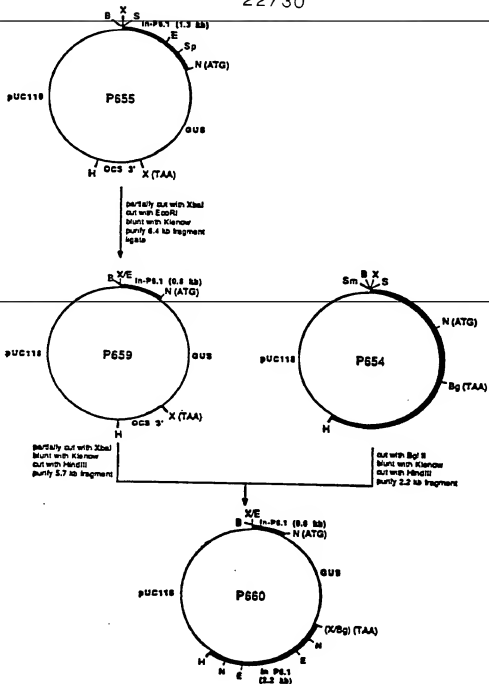 22/30
X
B S
In-P6.1 (1.3 kb)
E
Sp
N (ATG)
pUC118
P655
GUS
H OCS 3' X (TAA)
partially cut with XbaI
cut with EcoRI
blunt with Klenow
purify 6.4 kb fragment
ligate
X/E
B In-P6.1 (0.6 kb)
N (ATG)
pUC118
P659
GUS
OCS 3' X (TAA)
H
B X
Sm S
N (ATG)
pUC118
P654
Bg (TAA)
H
partially cut with XbaI
blunt with Klenow
cut with HindIII
purify 5.7 kb fragment
cut with Bgl II
blunt with Klenow
cut with HindIII
purify 2.2 kb fragment
X/E
B In-P6.1 (0.6 kb)
N (ATG)
pUC118
P660
GUS
(X/Bg) (TAA)
H N E In P6.1 E N
(2.2 kb)